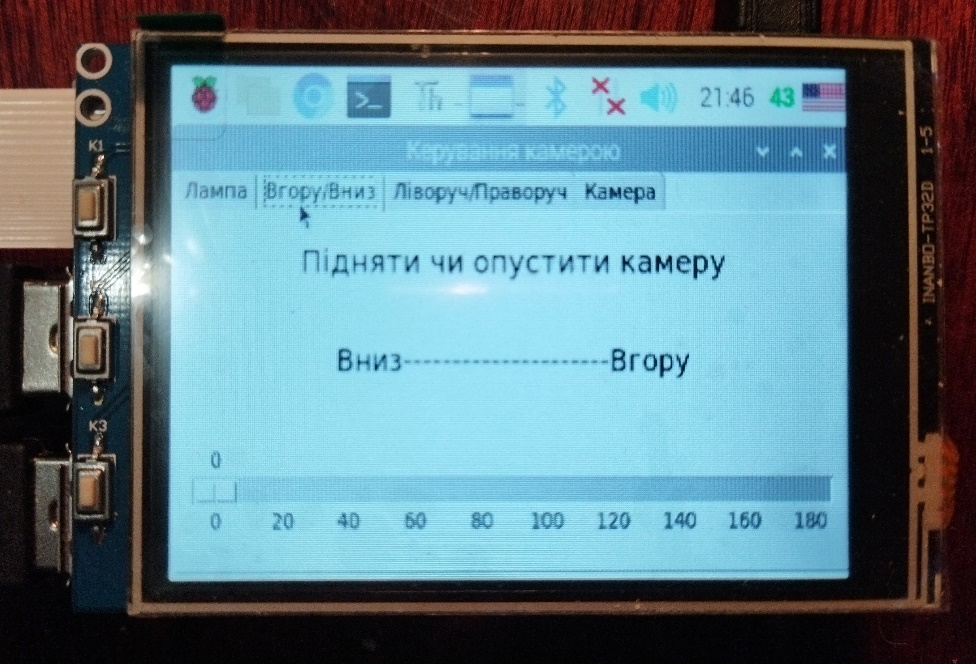 K1
Th 21:46 43
Керування камерою
Лампа Вгору/Вниз Ліворуч/Праворуч Камера
Підняти чи опустити камеру
Вниз-------------------Вгору
0
0 20 40 60 80 100 120 140 160 180
K3
INANBO-TP32D 1-5